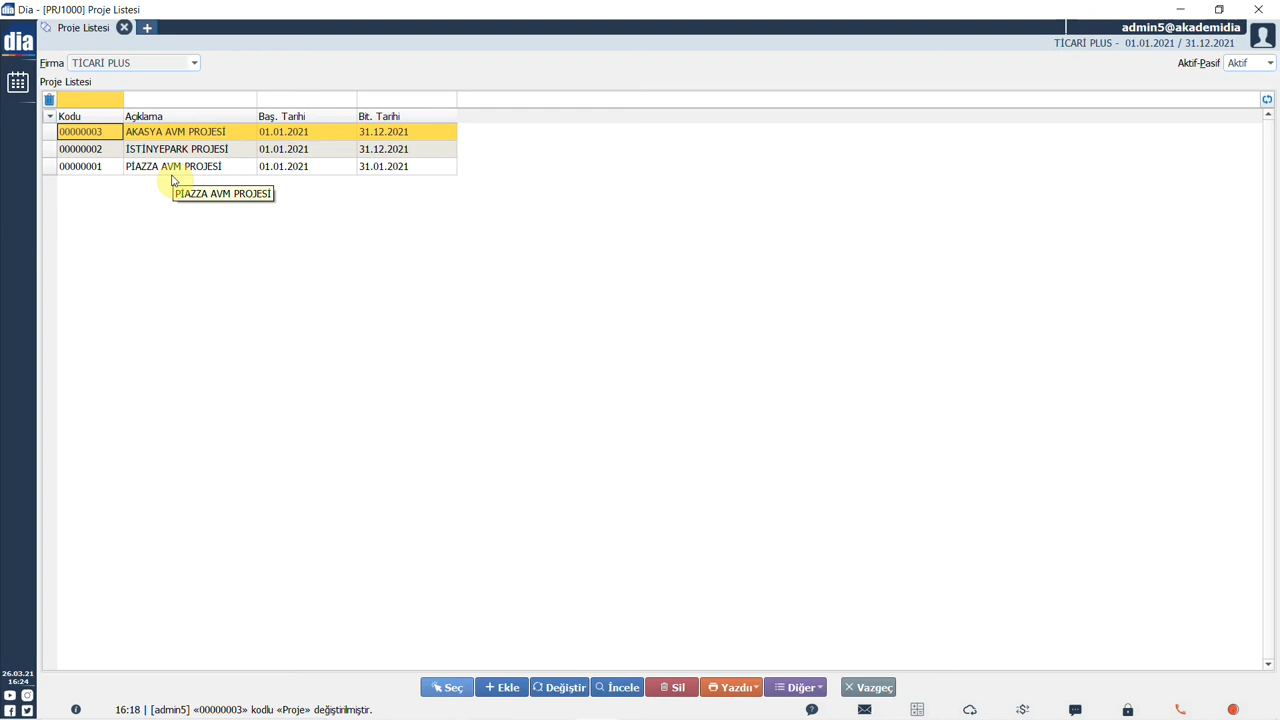 Dia - [PRJ1000] Proje Listesi
dia
Proje Listesi
admin5@akademidia
TİCARİ PLUS - 01.01.2021 / 31.12.2021
Firma TİCARİ PLUS
Aktif-Pasif Aktif
Proje Listesi
Kodu Açıklama Baş. Tarihi Bit. Tarihi
00000003 AKASYA AVM PROJESİ 01.01.2021 31.12.2021
00000002 İSTİNYEPARK PROJESİ 01.01.2021 31.12.2021
00000001 PİAZZA AVM PROJESİ 01.01.2021 31.01.2021
PİAZZA AVM PROJESİ
26.03.21
16:24
Seç Ekle Değiştir İncele Sil Yazdır Diğer Vazgeç
16:18 | [admin5] «00000003» kodlu «Proje» değiştirilmiştir.